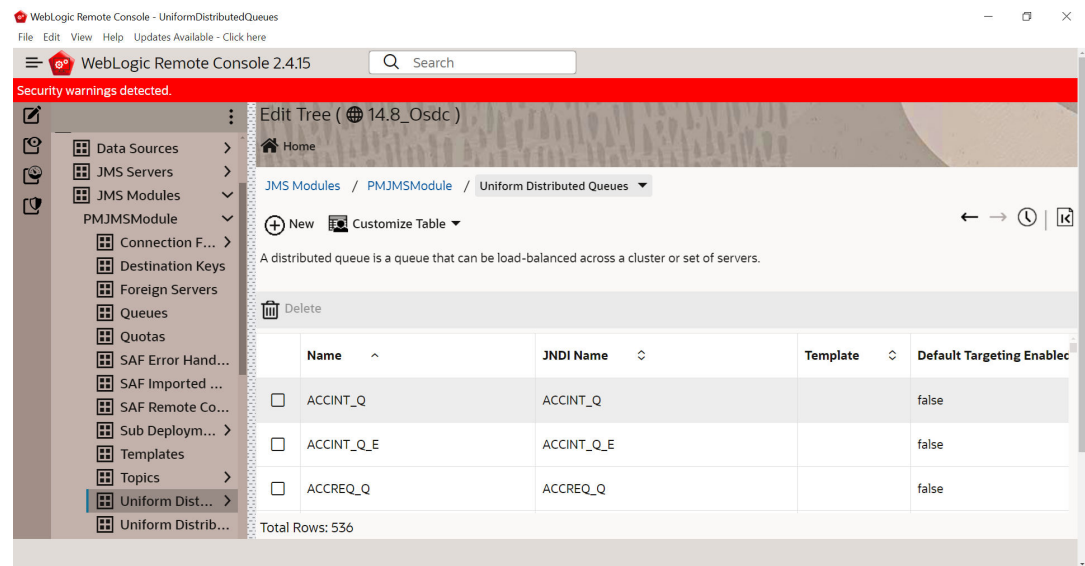 WebLogic Remote Console - UniformDistributedQueues
File Edit View Help Updates Available - Click here
WebLogic Remote Console 2.4.15
Search
Security warnings detected.
Data Sources
JMS Servers
JMS Modules
PMJMSModule
Connection F...
Destination Keys
Foreign Servers
Queues
Quotas
SAF Error Hand...
SAF Imported ...
SAF Remote Co...
Sub Deploym...
Templates
Topics
Uniform Dist...
Uniform Distrib...
Edit Tree ( 14.8_Osdc )
Home
JMS Modules / PMJMSModule / Uniform Distributed Queues
New Customize Table
A distributed queue is a queue that can be load-balanced across a cluster or set of servers.
Delete
Name JNDI Name Template Default Targeting Enabled
ACCINT_Q ACCINT_Q false
ACCINT_Q_E ACCINT_Q_E false
ACCREQ_Q ACCREQ_Q false
Total Rows: 536